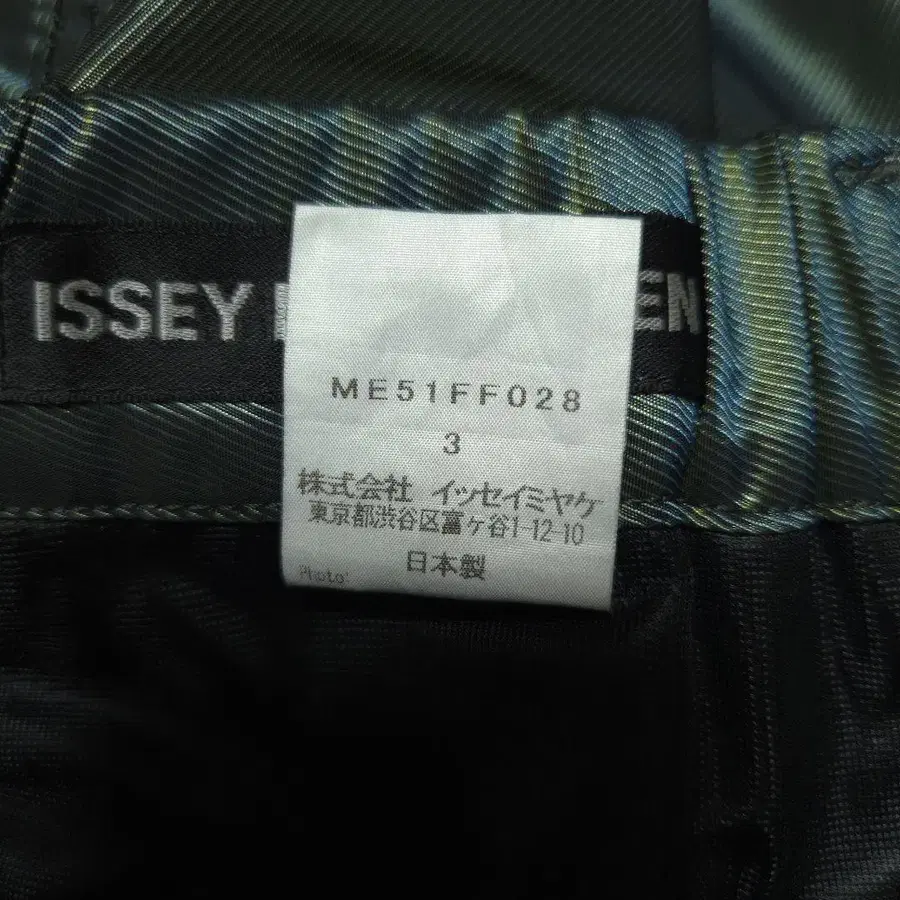 ISSEY EN
ME51FF028
3
株式会社 イッセイミヤケ
東京都渋谷区富ヶ谷1-12-10
日本製
Photo: